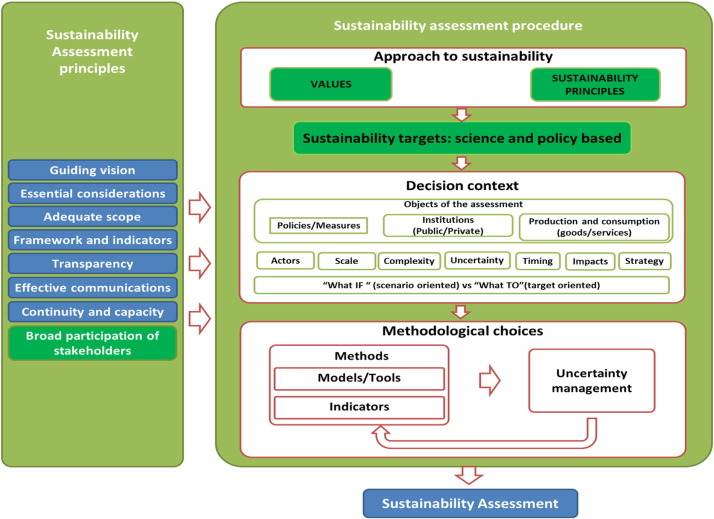 Sustainability
Assessment
principles
Guiding vision
Essential considerations
Adequate scope
Framework and indicators
Transparency
Effective communications
Continuity and capacity
Broad participation of
stakeholders
Sustainability assessment procedure
Approach to sustainability
VALUES
SUSTAINABILITY
PRINCIPLES
Sustainability targets: science and policy based
Decision context
Objects of the assessment
Policies/Measures
Institutions
(Public/Private)
Production and consumption
(goods/services)
Actors
Scale
Complexity
Uncertainty
Timing
Impacts
Strategy
“What IF “ (scenario oriented) vs “What TO”(target oriented)
Methodological choices
Methods
Models/Tools
Indicators
Uncertainty
management
Sustainability Assessment